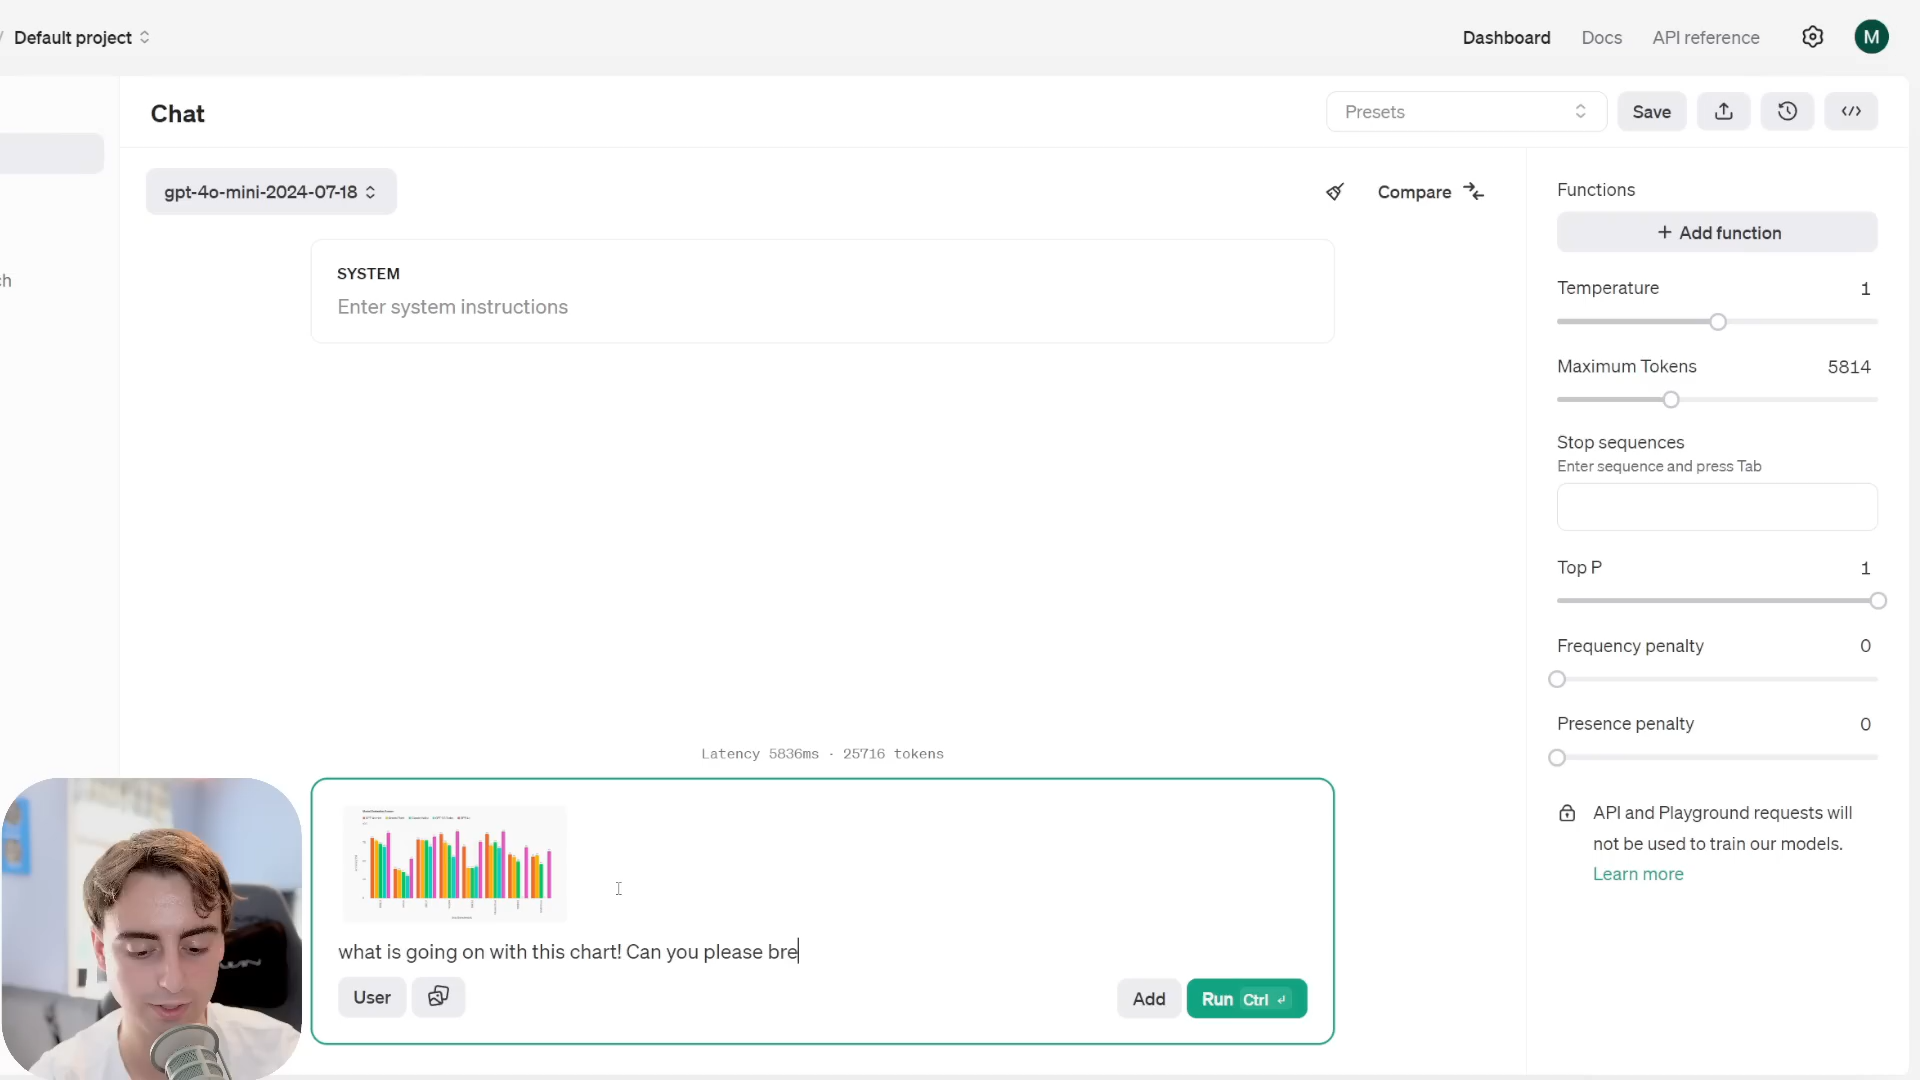 / Default project
Dashboard
Docs
API reference
M
Chat
Presets
Save
gpt-4o-mini-2024-07-18
Compare
SYSTEM
Enter system instructions
ch
Functions
+ Add function
Temperature 1
Maximum Tokens 5814
Stop sequences
Enter sequence and press Tab
Top P 1
Frequency penalty 0
Presence penalty 0
API and Playground requests will
not be used to train our models.
Learn more
Latency 5836ms · 25716 tokens
what is going on with this chart! Can you please bre
User
Add
Run Ctrl ↵